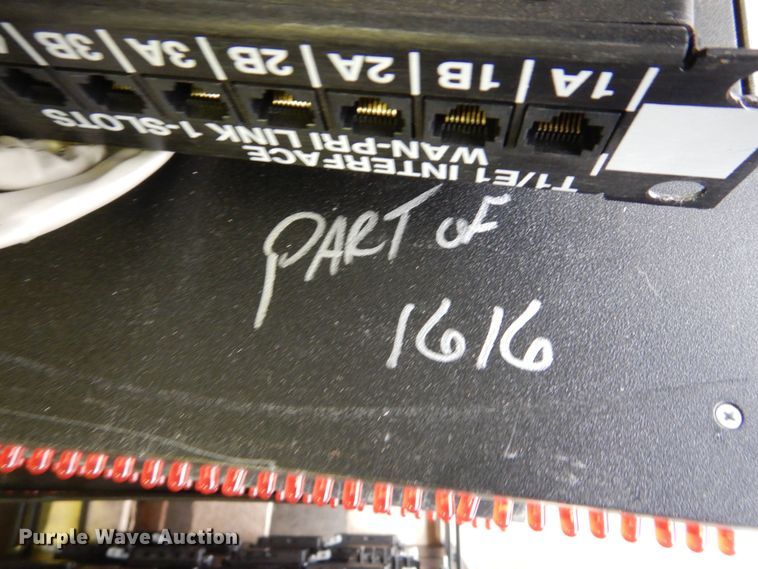 1A | 1B | 2A | 2B | 3A | 3B |
T1/E1 INTERFACE
WAN-PRI LINK 1-SLOTS
PART OF
1616
Purple Wave Auction